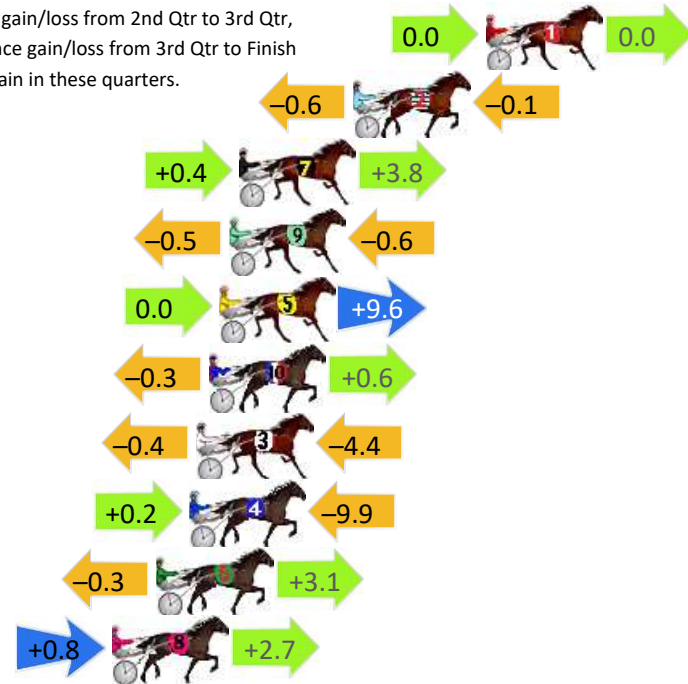 gain/loss from 2nd Qtr to 3rd Qtr,
nce gain/loss from 3rd Qtr to Finish
ain in these quarters.
0.0 1 0.0
–0.6 2 –0.1
+0.4 7 +3.8
–0.5 9 –0.6
0.0 5 +9.6
–0.3 10 +0.6
–0.4 3 –4.4
+0.2 4 –9.9
–0.3 6 +3.1
+0.8 8 +2.7